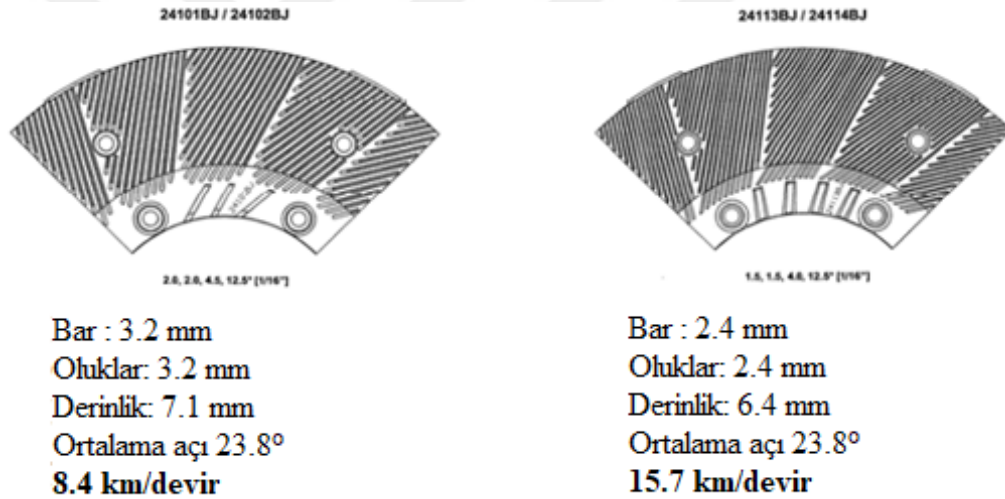 24101BJ / 24102BJ
2.0, 2.0, 4.5, 12.5° [1/16"]
Bar : 3.2 mm
Oluklar: 3.2 mm
Derinlik: 7.1 mm
Ortalama açı 23.8°
8.4 km/devir
24113BJ / 24114BJ
1.5, 1.5, 4.0, 12.5° [1/16"]
Bar : 2.4 mm
Oluklar: 2.4 mm
Derinlik: 6.4 mm
Ortalama açı 23.8°
15.7 km/devir